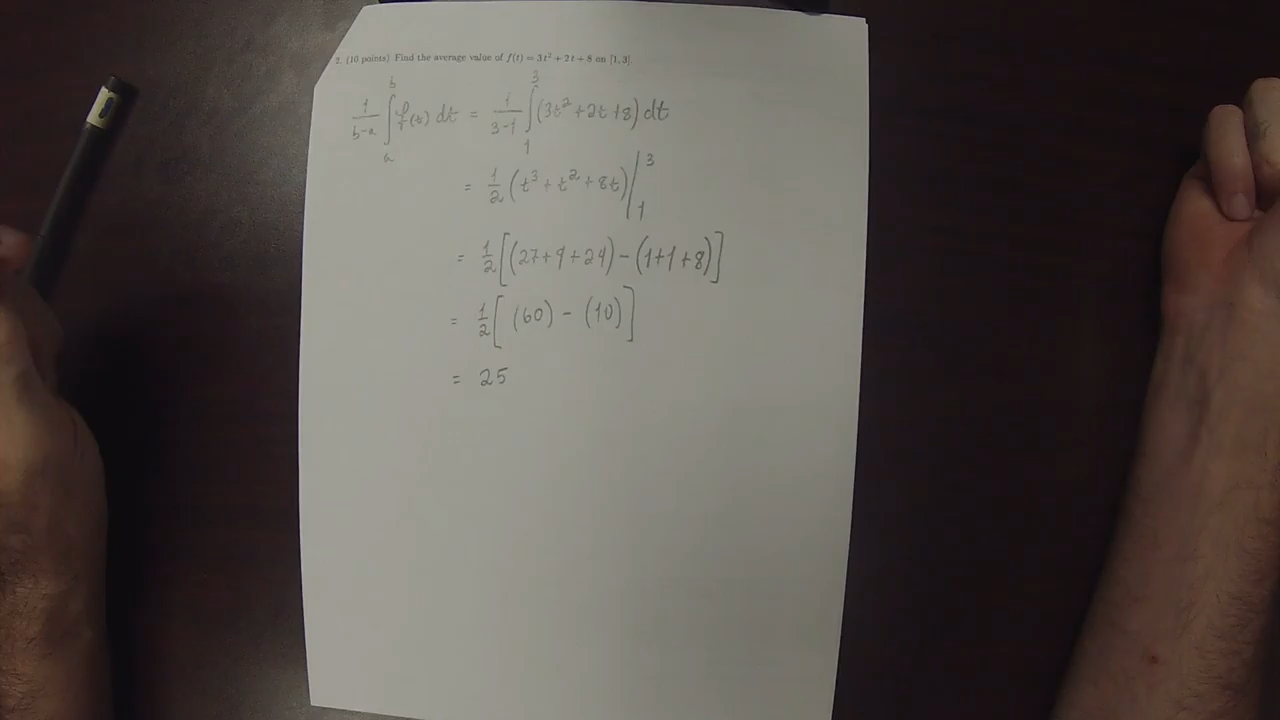 2. (10 points) Find the average value of f(t) = 3t² + 2t + 8 on [1, 3].
1/(b-a) ∫_a^b f(t) dt = 1/(3-1) ∫_1^3 (3t² + 2t + 8) dt
= 1/2 (t³ + t² + 8t) |_1^3
= 1/2 [(27+9+24) - (1+1+8)]
= 1/2 [(60) - (10)]
= 25